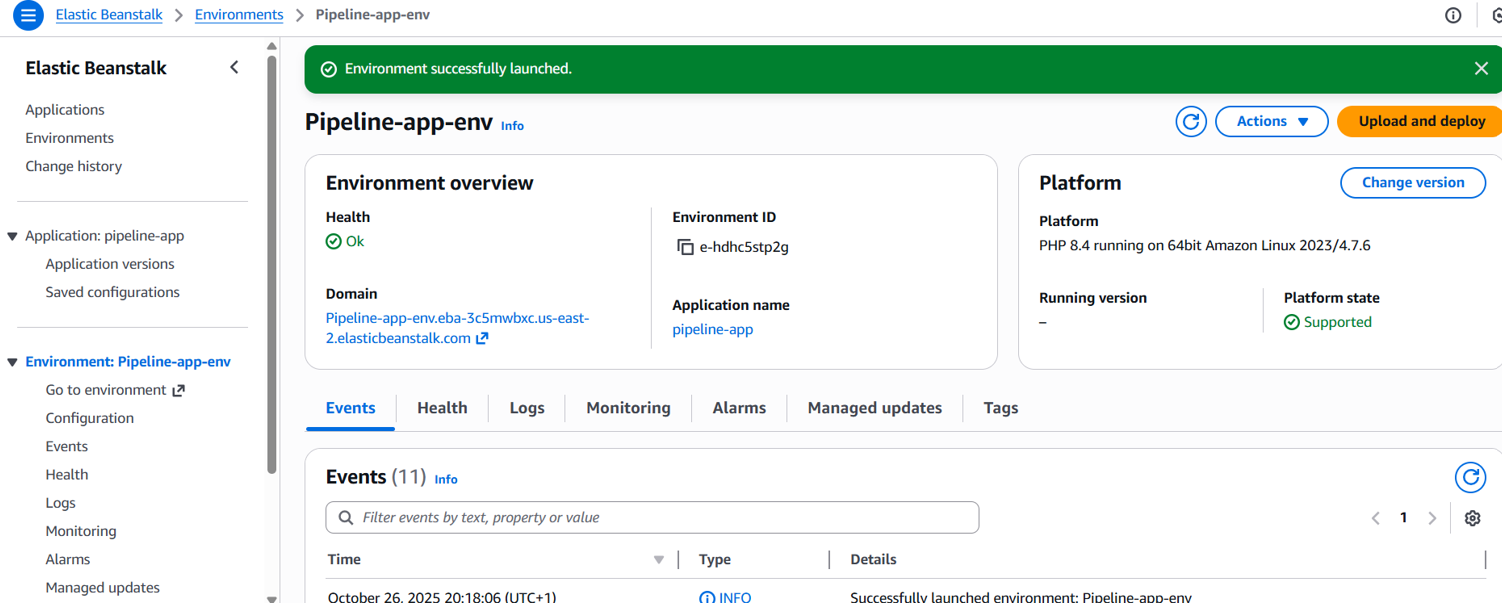 Elastic Beanstalk > Environments > Pipeline-app-env
Elastic Beanstalk
Applications
Environments
Change history
Application: pipeline-app
Application versions
Saved configurations
Environment: Pipeline-app-env
Go to environment
Configuration
Events
Health
Logs
Monitoring
Alarms
Managed updates
Environment successfully launched.
Pipeline-app-env Info
Actions
Upload and deploy
Environment overview
Health
Ok
Domain
Pipeline-app-env.eba-3c5mwbxc.us-east-
2.elasticbeanstalk.com
Environment ID
e-hdhc5stp2g
Application name
pipeline-app
Platform
Change version
Platform
PHP 8.4 running on 64bit Amazon Linux 2023/4.7.6
Running version
–
Platform state
Supported
Events Health Logs Monitoring Alarms Managed updates Tags
Events (11) Info
Filter events by text, property or value
1
Time Type Details
October 26, 2025 20:18:06 (UTC+1) INFO Successfully launched environment: Pipeline-app-env